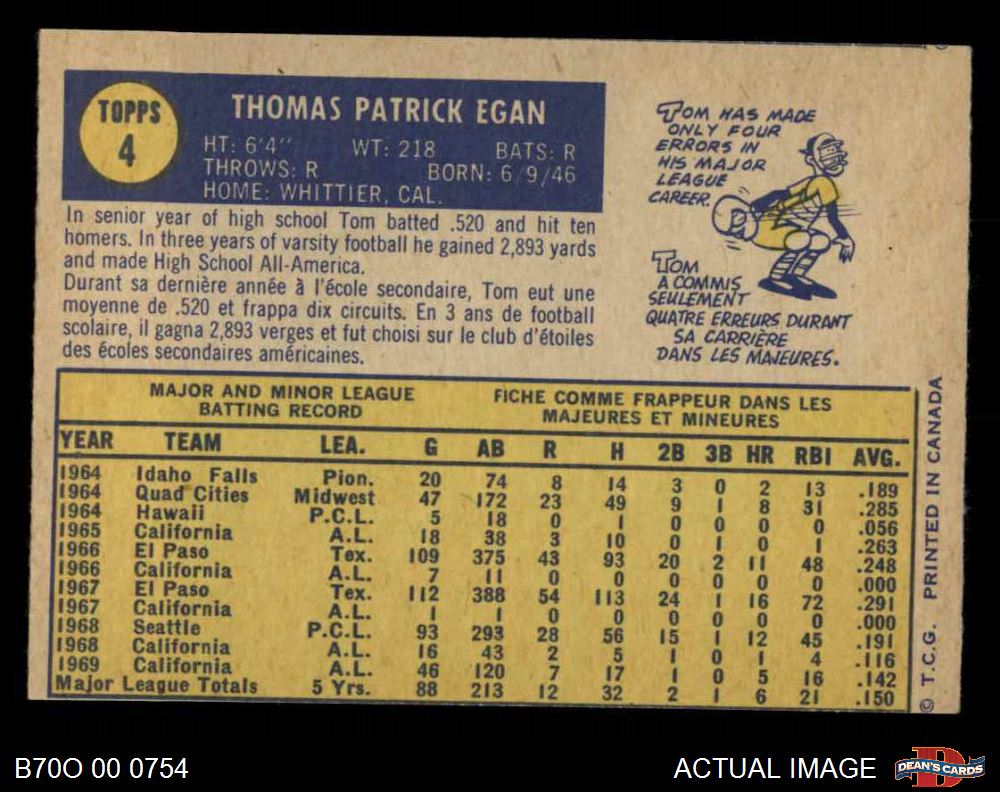 TOPPS
4
THOMAS PATRICK EGAN
HT: 6'4" WT: 218 BATS: R
THROWS: R BORN: 6/9/46
HOME: WHITTIER, CAL.
In senior year of high school Tom batted .520 and hit ten
homers. In three years of varsity football he gained 2,893 yards
and made High School All-America.
Durant sa dernière année à l'école secondaire, Tom eut une
moyenne de .520 et frappa dix circuits. En 3 ans de football
scolaire, il gagna 2,893 verges et fut choisi sur le club d'étoiles
des écoles secondaires américaines.
TOM HAS MADE
ONLY FOUR
ERRORS IN
HIS MAJOR
LEAGUE
CAREER.
TOM
A COMMIS
SEULEMENT
QUATRE ERREURS DURANT
SA CARRIÈRE
DANS LES MAJEURES.
MAJOR AND MINOR LEAGUE
BATTING RECORD
FICHE COMME FRAPPEUR DANS LES
MAJEURES ET MINEURES
YEAR TEAM LEA. G AB R H 2B 3B HR RBI AVG.
1964 Idaho Falls Pion. 20 74 8 14 3 0 2 13 .189
1964 Quad Cities Midwest 47 172 23 49 9 1 8 31 .285
1964 Hawaii P.C.L. 5 18 0 1 0 0 0 0 .056
1965 California A.L. 18 38 3 10 0 1 0 1 .263
1966 El Paso Tex. 109 375 43 93 20 2 11 48 .248
1966 California A.L. 7 11 0 0 0 0 0 0 .000
1967 El Paso Tex. 112 388 54 113 24 1 16 72 .291
1967 California A.L. 1 1 0 0 0 0 0 0 .000
1968 Seattle P.C.L. 93 293 28 56 15 1 12 45 .191
1968 California A.L. 16 43 2 5 1 0 1 4 .116
1969 California A.L. 46 120 7 17 1 0 5 16 .142
Major League Totals 5 Yrs. 88 213 12 32 2 1 6 21 .150
© T.C.G. PRINTED IN CANADA
B70O 00 0754
ACTUAL IMAGE
DEAN'S CARDS